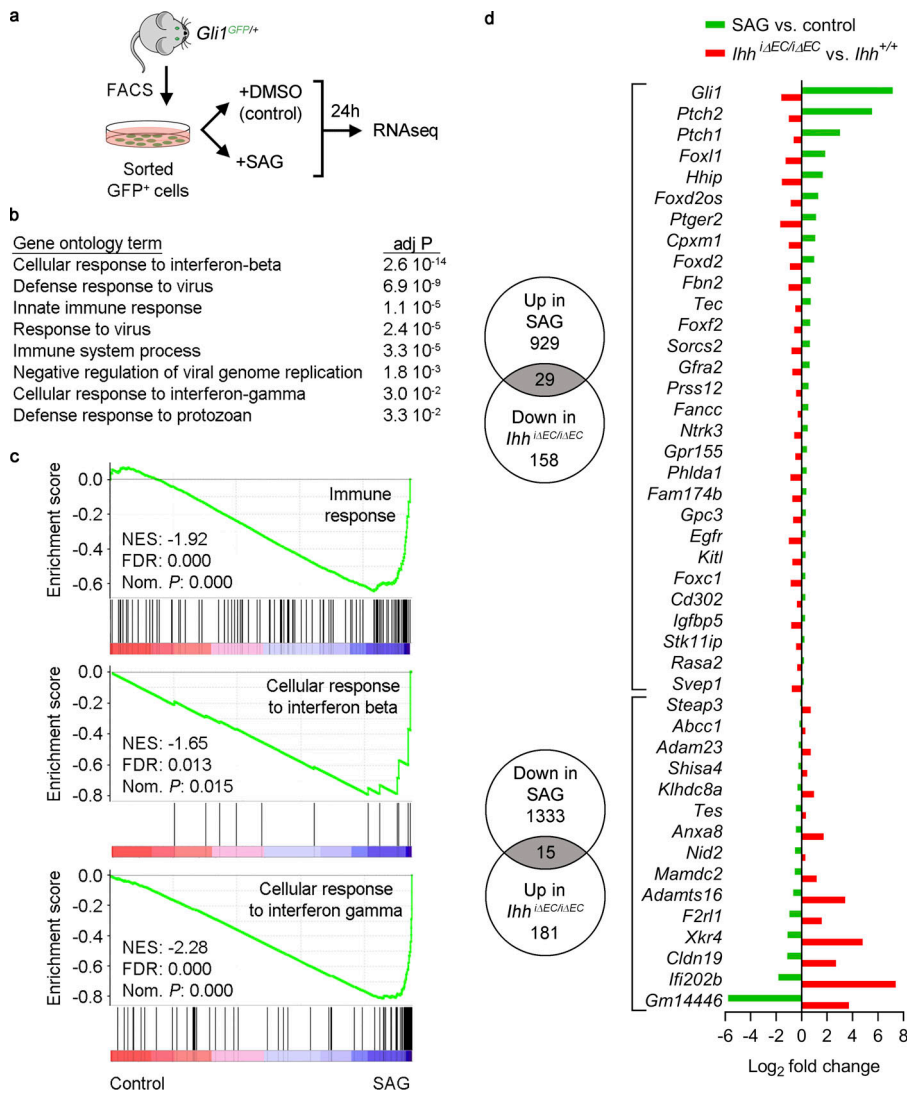 a
Gli1GFP/+
FACS
+DMSO
(control)
24h
RNAseq
+SAG
Sorted
GFP+ cells
b
Gene ontology term adj P
Cellular response to interferon-beta 2.6 10-14
Defense response to virus 6.9 10-9
Innate immune response 1.1 10-5
Response to virus 2.4 10-5
Immune system process 3.3 10-5
Negative regulation of viral genome replication 1.8 10-3
Cellular response to interferon-gamma 3.0 10-2
Defense response to protozoan 3.3 10-2
c
Enrichment score
0.0
-0.2
-0.4
-0.6
Immune
response
NES: -1.92
FDR: 0.000
Nom. P: 0.000
Enrichment score
0.0
-0.2
-0.4
-0.6
-0.8
Cellular response
to interferon beta
NES: -1.65
FDR: 0.013
Nom. P: 0.015
Enrichment score
0.0
-0.2
-0.4
-0.6
-0.8
Cellular response
to interferon gamma
NES: -2.28
FDR: 0.000
Nom. P: 0.000
Control SAG
d
SAG vs. control
Ihh iΔEC/iΔEC vs. Ihh+/+
Up in
SAG
929
29
Down in
Ihh iΔEC/iΔEC
158
Down in
SAG
1333
15
Up in
Ihh iΔEC/iΔEC
181
Gli1
Ptch2
Ptch1
Foxl1
Hhip
Foxd2os
Ptger2
Cpxm1
Foxd2
Fbn2
Tec
Foxf2
Sorcs2
Gfra2
Prss12
Fancc
Ntrk3
Gpr155
Phlda1
Fam174b
Gpc3
Egfr
Kitl
Foxc1
Cd302
Igfbp5
Stk11ip
Rasa2
Svep1
Steap3
Abcc1
Adam23
Shisa4
Klhdc8a
Tes
Anxa8
Nid2
Mamdc2
Adamts16
F2rl1
Xkr4
Cldn19
Ifi202b
Gm14446
-6 -4 -2 0 2 4 6 8
Log2 fold change